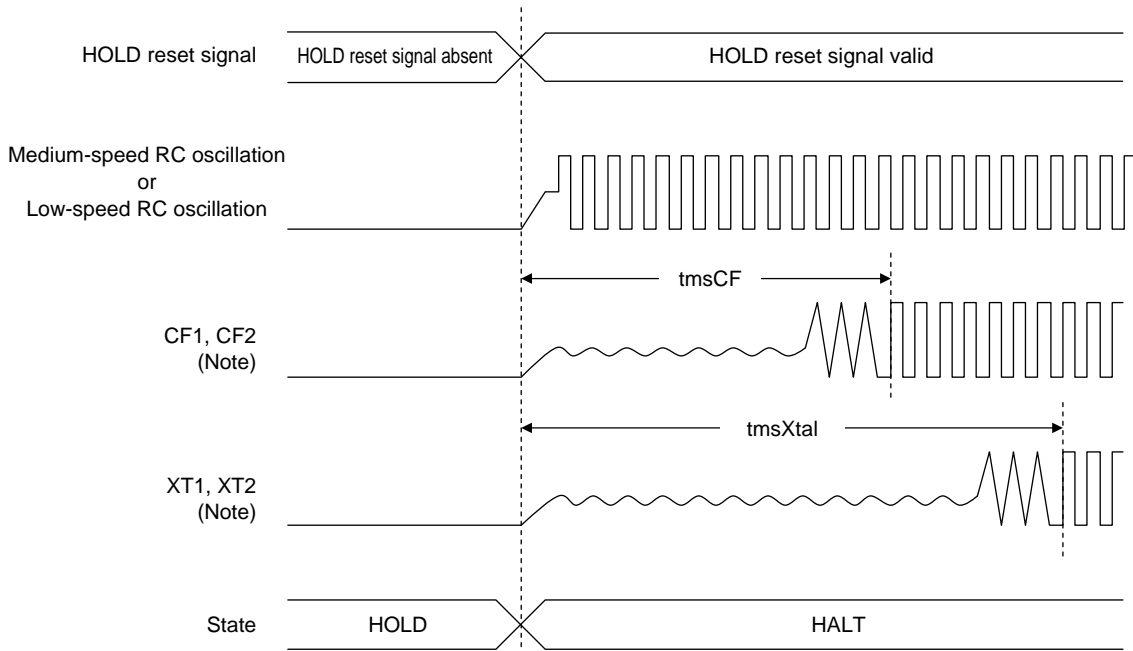 HOLD reset signal
HOLD reset signal absent
HOLD reset signal valid
Medium-speed RC oscillation
or
Low-speed RC oscillation
tmsCF
CF1, CF2
(Note)
tmsXtal
XT1, XT2
(Note)
State
HOLD
HALT